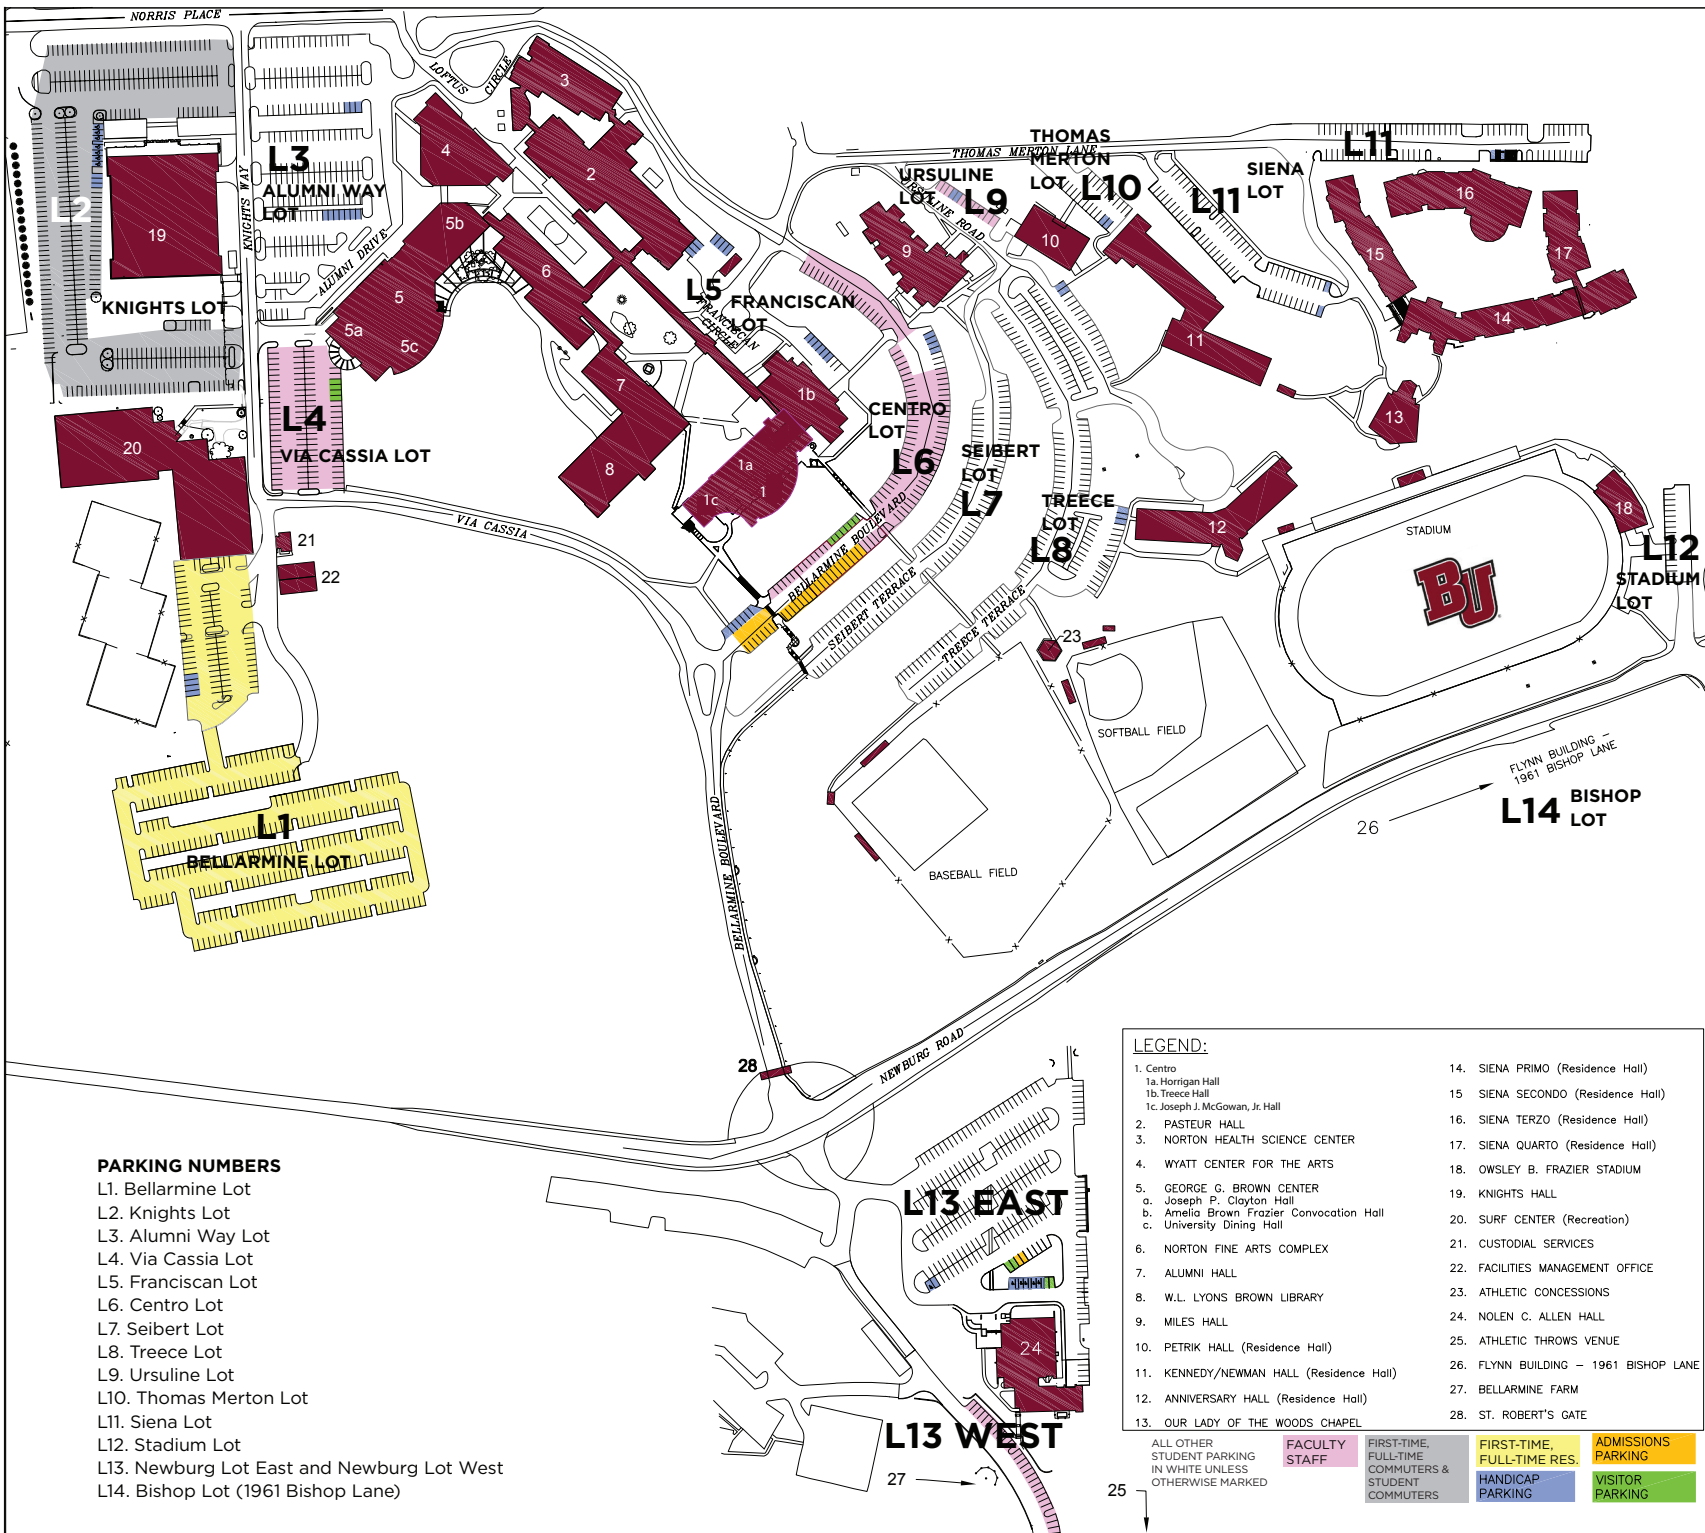 NORRIS PLACE
LOFTUS
CIRCLE
3
4
2
L3
ALUMNI WAY
LOT
KNIGHTS WAY
L2
19
KNIGHTS LOT
ALUMNI DRIVE
5b
5
5a
5c
6
L5
FRANCISCAN
LOT
FRANCISCAN
CIRCLE
THOMAS MERTON LANE
THOMAS
MERTON
LOT
L10
URSULINE
LOT
L9
URSULINE ROAD
9
10
SIENA
LOT
L11
L11
16
15
17
14
11
13
L4
VIA CASSIA LOT
20
7
8
1b
1a
1
1c
CENTRO
LOT
L6
SEIBERT
LOT
L7
TREECE
LOT
L8
12
18
STADIUM
BU
L12
STADIUM
LOT
VIA CASSIA
21
22
BELLARMINE BOULEVARD
SEIBERT TERRACE
TREECE TERRACE
23
SOFTBALL FIELD
BASEBALL FIELD
FLYNN BUILDING –
1961 BISHOP LANE
26
L14
BISHOP
LOT
L1
BELLARMINE LOT
BELLARMINE BOULEVARD
NEWBURG ROAD
28
L13 EAST
24
L13 WEST
27
25
PARKING NUMBERS
L1. Bellarmine Lot
L2. Knights Lot
L3. Alumni Way Lot
L4. Via Cassia Lot
L5. Franciscan Lot
L6. Centro Lot
L7. Seibert Lot
L8. Treece Lot
L9. Ursuline Lot
L10. Thomas Merton Lot
L11. Siena Lot
L12. Stadium Lot
L13. Newburg Lot East and Newburg Lot West
L14. Bishop Lot (1961 Bishop Lane)
LEGEND:
1. Centro
1a. Horrigan Hall
1b. Treece Hall
1c. Joseph J. McGowan, Jr. Hall
2. PASTEUR HALL
3. NORTON HEALTH SCIENCE CENTER
4. WYATT CENTER FOR THE ARTS
5. GEORGE G. BROWN CENTER
a. Joseph P. Clayton Hall
b. Amelia Brown Frazier Convocation Hall
c. University Dining Hall
6. NORTON FINE ARTS COMPLEX
7. ALUMNI HALL
8. W.L. LYONS BROWN LIBRARY
9. MILES HALL
10. PETRIK HALL (Residence Hall)
11. KENNEDY/NEWMAN HALL (Residence Hall)
12. ANNIVERSARY HALL (Residence Hall)
13. OUR LADY OF THE WOODS CHAPEL
14. SIENA PRIMO (Residence Hall)
15 SIENA SECONDO (Residence Hall)
16. SIENA TERZO (Residence Hall)
17. SIENA QUARTO (Residence Hall)
18. OWSLEY B. FRAZIER STADIUM
19. KNIGHTS HALL
20. SURF CENTER (Recreation)
21. CUSTODIAL SERVICES
22. FACILITIES MANAGEMENT OFFICE
23. ATHLETIC CONCESSIONS
24. NOLEN C. ALLEN HALL
25. ATHLETIC THROWS VENUE
26. FLYNN BUILDING – 1961 BISHOP LANE
27. BELLARMINE FARM
28. ST. ROBERT'S GATE
ALL OTHER
STUDENT PARKING
IN WHITE UNLESS
OTHERWISE MARKED
FACULTY
STAFF
FIRST-TIME,
FULL-TIME
COMMUTERS &
STUDENT
COMMUTERS
FIRST-TIME,
FULL-TIME RES.
HANDICAP
PARKING
ADMISSIONS
PARKING
VISITOR
PARKING